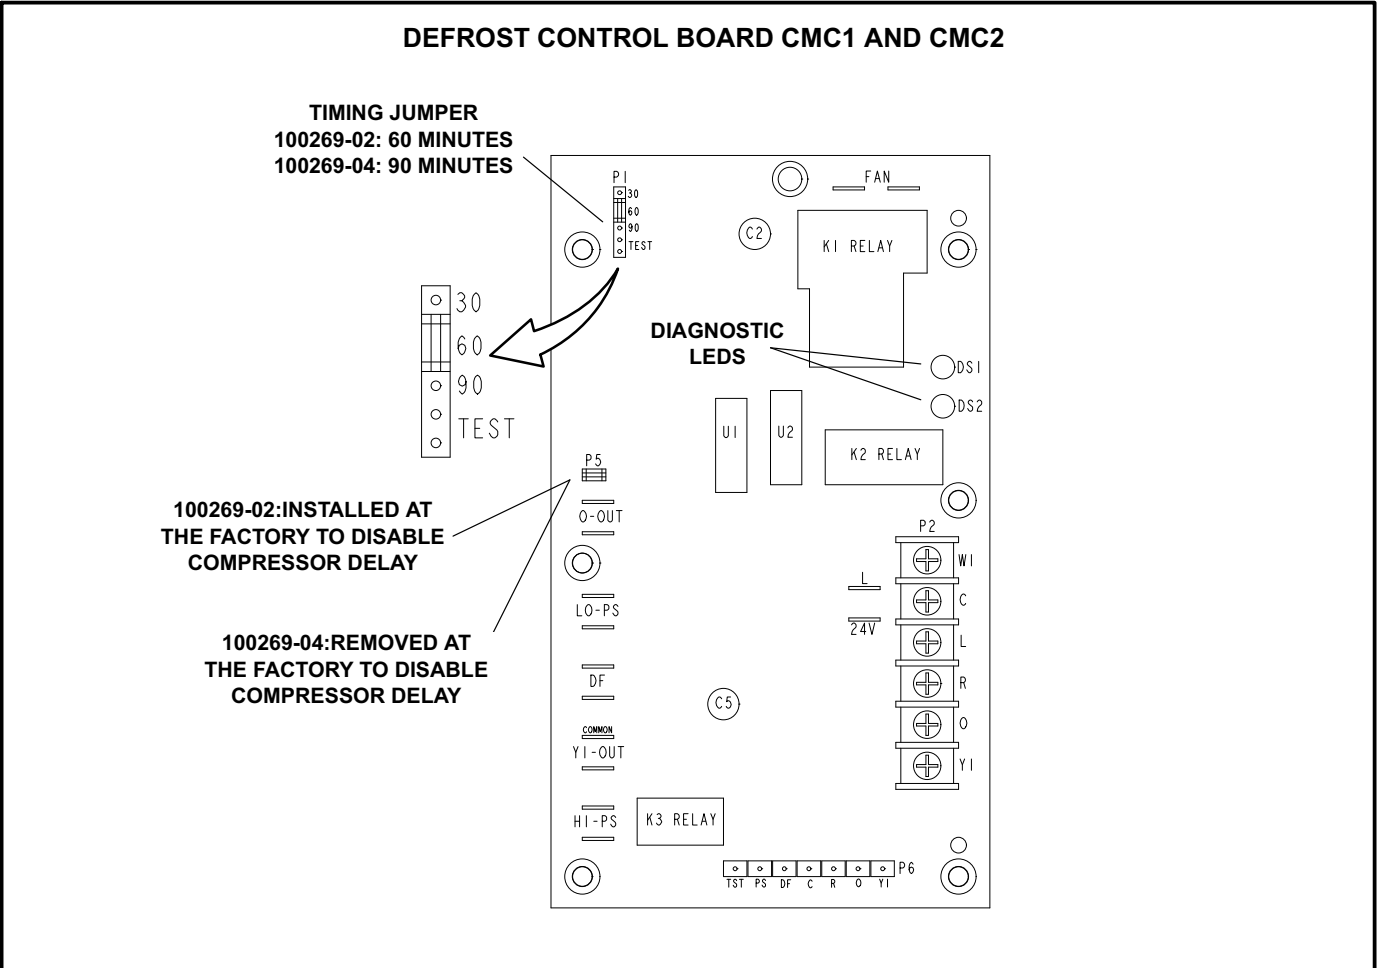 DEFROST CONTROL BOARD CMC1 AND CMC2
TIMING JUMPER
100269-02: 60 MINUTES
100269-04: 90 MINUTES
P1
30
60
90
TEST
FAN
C2
K1 RELAY
30
60
90
TEST
DIAGNOSTIC
LEDS
DS1
DS2
U1
U2
K2 RELAY
P5
100269-02:INSTALLED AT
THE FACTORY TO DISABLE
COMPRESSOR DELAY
O-OUT
P2
W1
C
L
R
O
Y1
L
24V
LO-PS
100269-04:REMOVED AT
THE FACTORY TO DISABLE
COMPRESSOR DELAY
DF
C5
COMMON
Y1-OUT
HI-PS
K3 RELAY
P6
TST PS DF C R O Y1